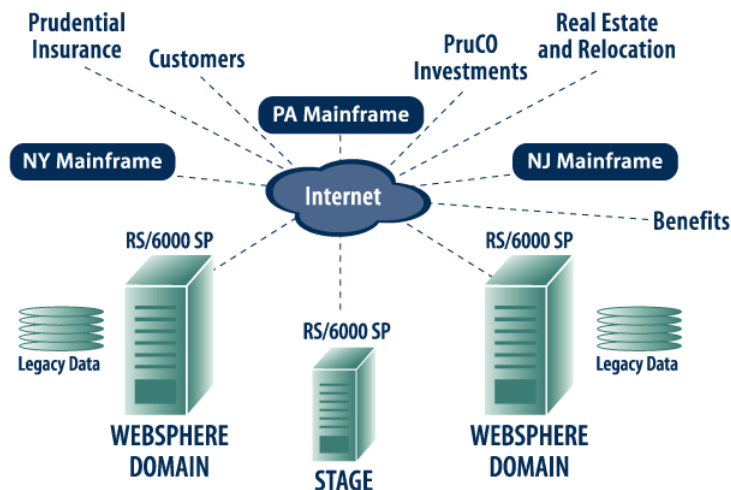 Prudential
Insurance
Customers
PruCO
Investments
Real Estate
and Relocation
PA Mainframe
NY Mainframe
Internet
NJ Mainframe
Benefits
RS/6000 SP
RS/6000 SP
Legacy Data
RS/6000 SP
Legacy Data
WEBSPHERE
DOMAIN
STAGE
WEBSPHERE
DOMAIN